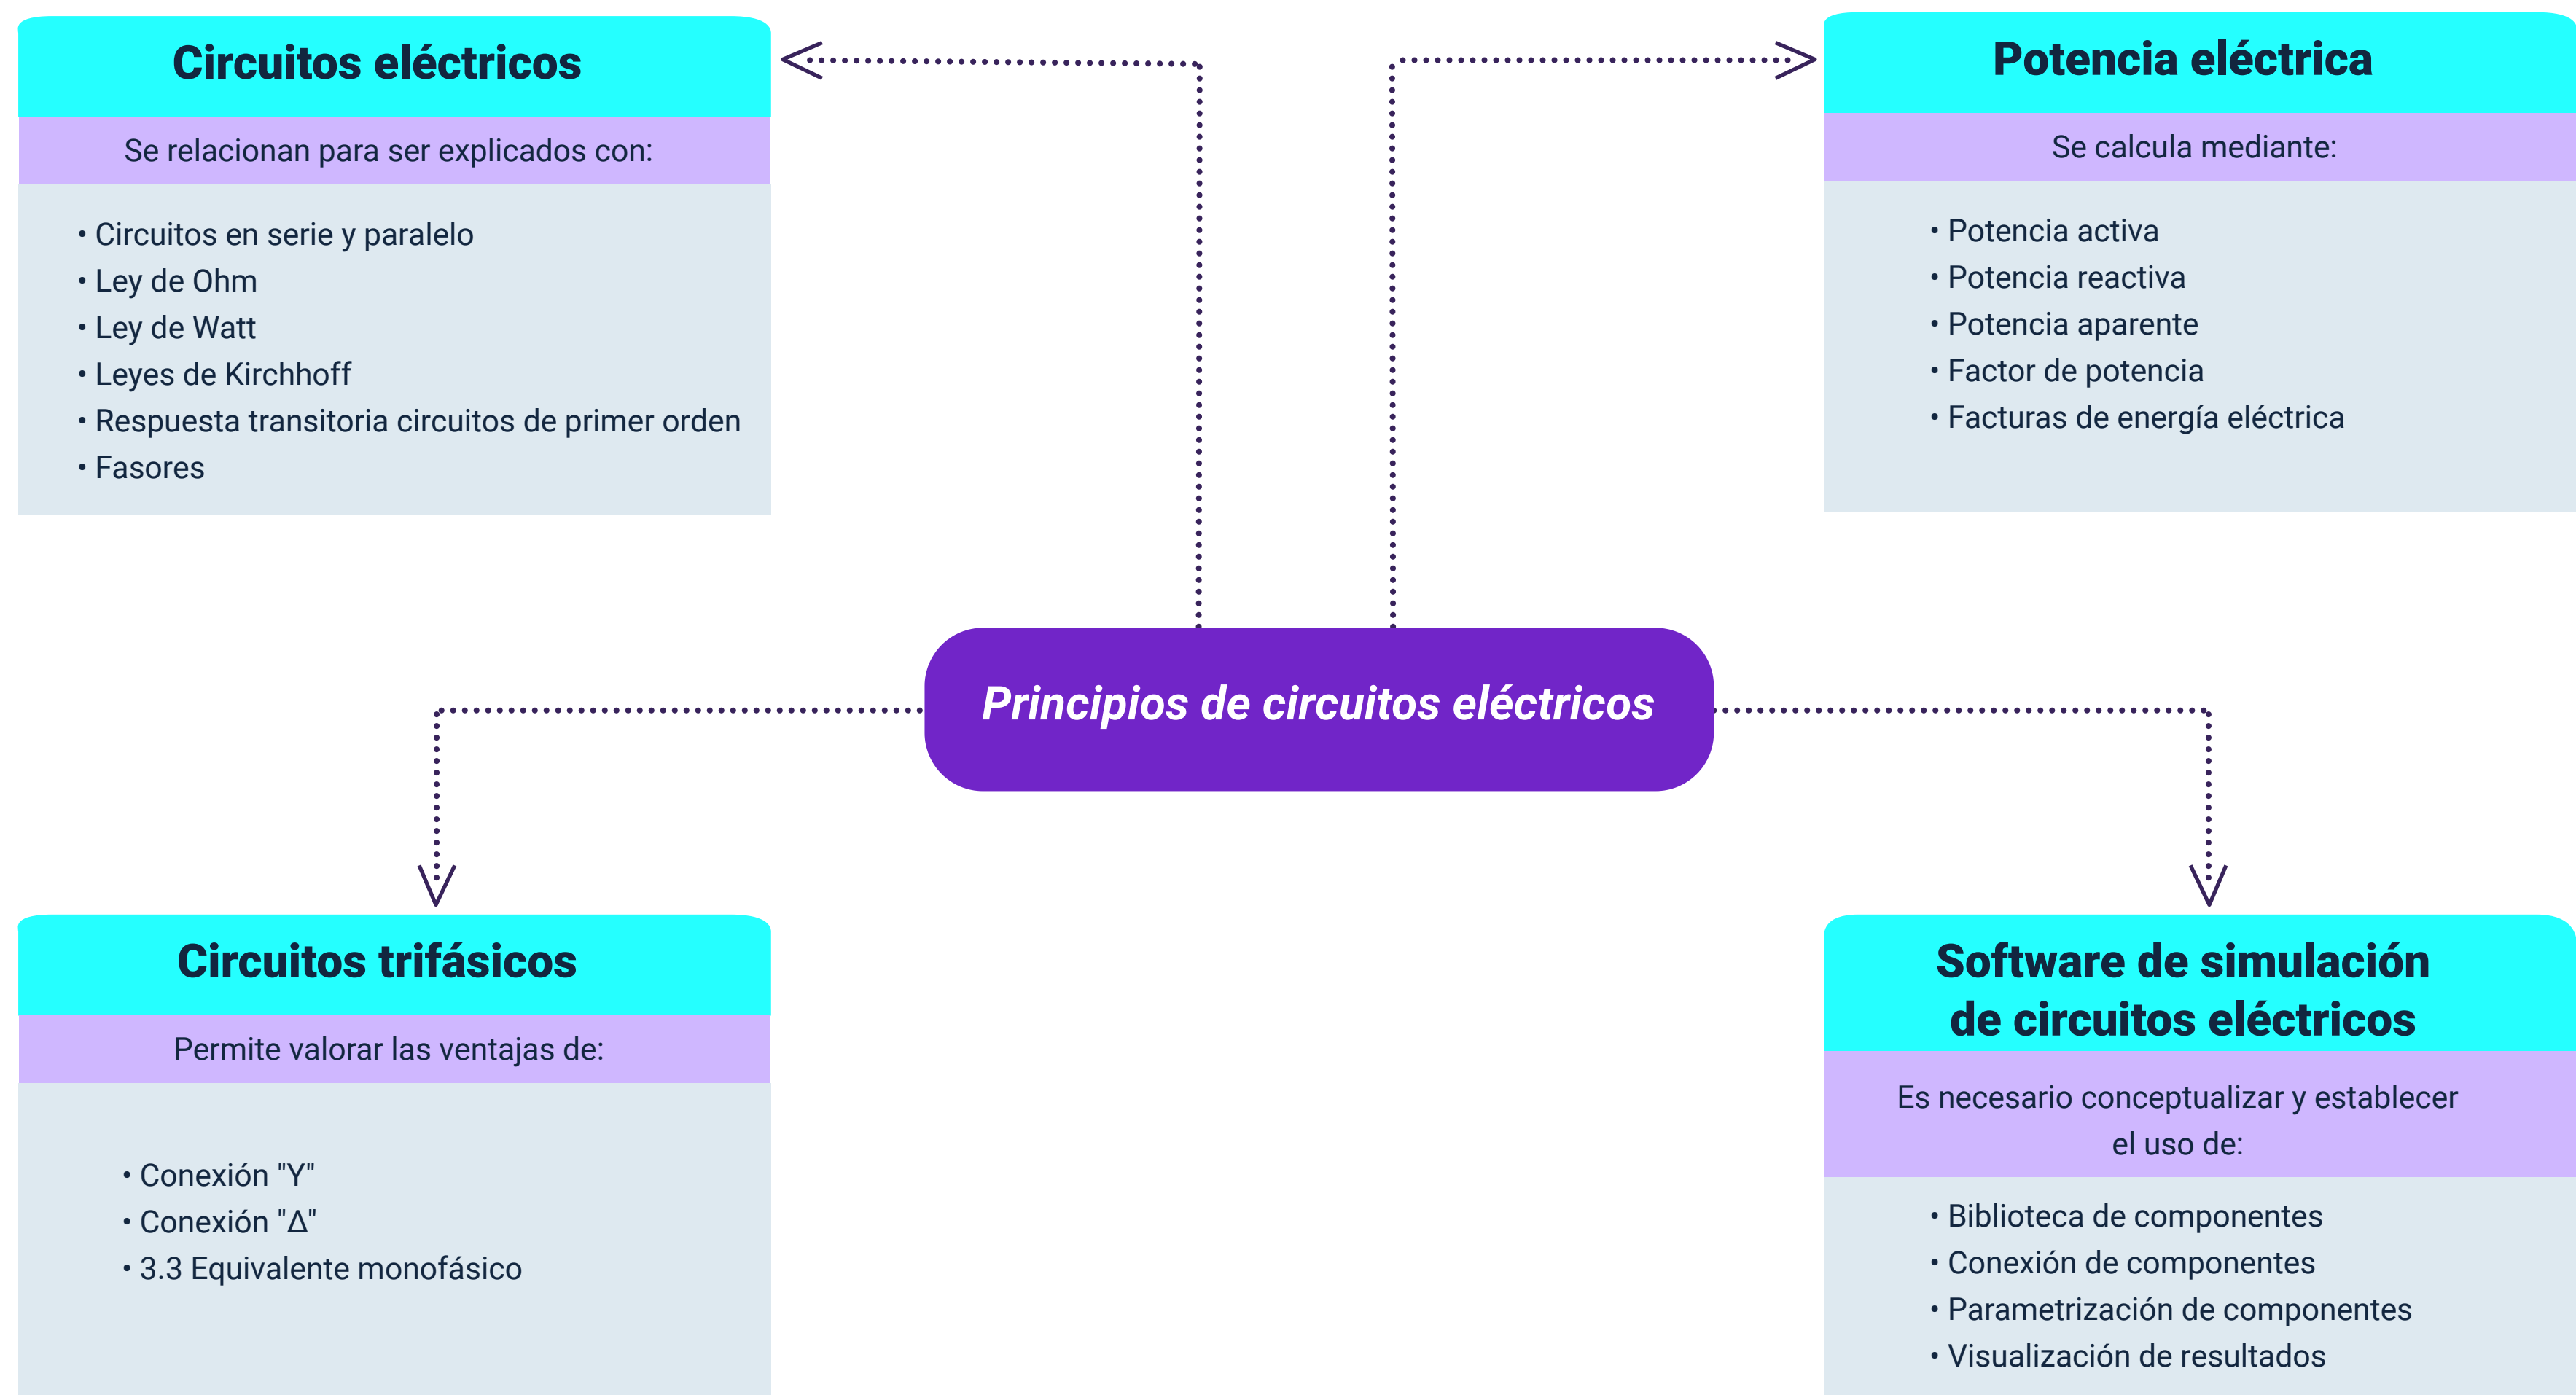 Circuitos eléctricos
Se relacionan para ser explicados con:
• Circuitos en serie y paralelo
• Ley de Ohm
• Ley de Watt
• Leyes de Kirchhoff
• Respuesta transitoria circuitos de primer orden
• Fasores
Potencia eléctrica
Se calcula mediante:
• Potencia activa
• Potencia reactiva
• Potencia aparente
• Factor de potencia
• Facturas de energía eléctrica
Principios de circuitos eléctricos
Circuitos trifásicos
Permite valorar las ventajas de:
• Conexión "Y"
• Conexión "Δ"
• 3.3 Equivalente monofásico
Software de simulación
de circuitos eléctricos
Es necesario conceptualizar y establecer
el uso de:
• Biblioteca de componentes
• Conexión de componentes
• Parametrización de componentes
• Visualización de resultados